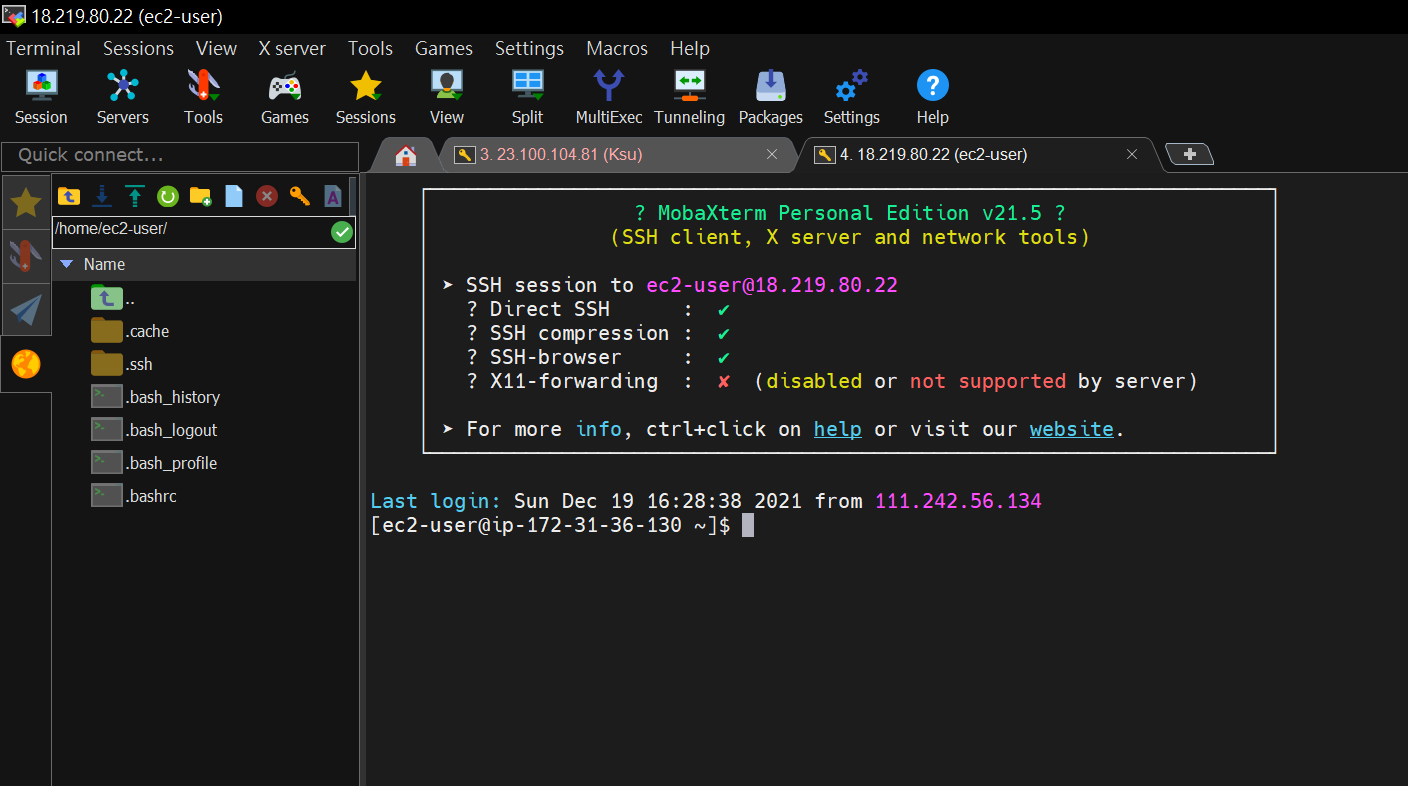 18.219.80.22 (ec2-user)
Terminal Sessions View X server Tools Games Settings Macros Help
Session Servers Tools Games Sessions View Split MultiExec Tunneling Packages Settings Help
Quick connect...
3. 23.100.104.81 (Ksu)
4. 18.219.80.22 (ec2-user)
/home/ec2-user/
Name
..
.cache
.ssh
.bash_history
.bash_logout
.bash_profile
.bashrc
? MobaXterm Personal Edition v21.5 ?
(SSH client, X server and network tools)
➤ SSH session to ec2-user@18.219.80.22
? Direct SSH : ✔
? SSH compression : ✔
? SSH-browser : ✔
? X11-forwarding : ✘ (disabled or not supported by server)
➤ For more info, ctrl+click on help or visit our website.
Last login: Sun Dec 19 16:28:38 2021 from 111.242.56.134
[ec2-user@ip-172-31-36-130 ~]$